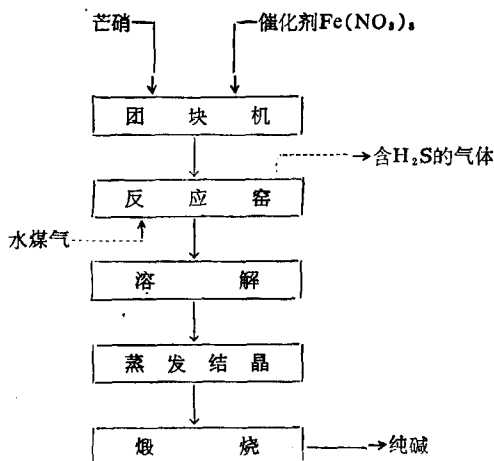 芒硝 催化剂Fe(NO₃)₃
团块机
含H₂S的气体
反应窑
水煤气
溶解
蒸发结晶
煅烧
纯碱